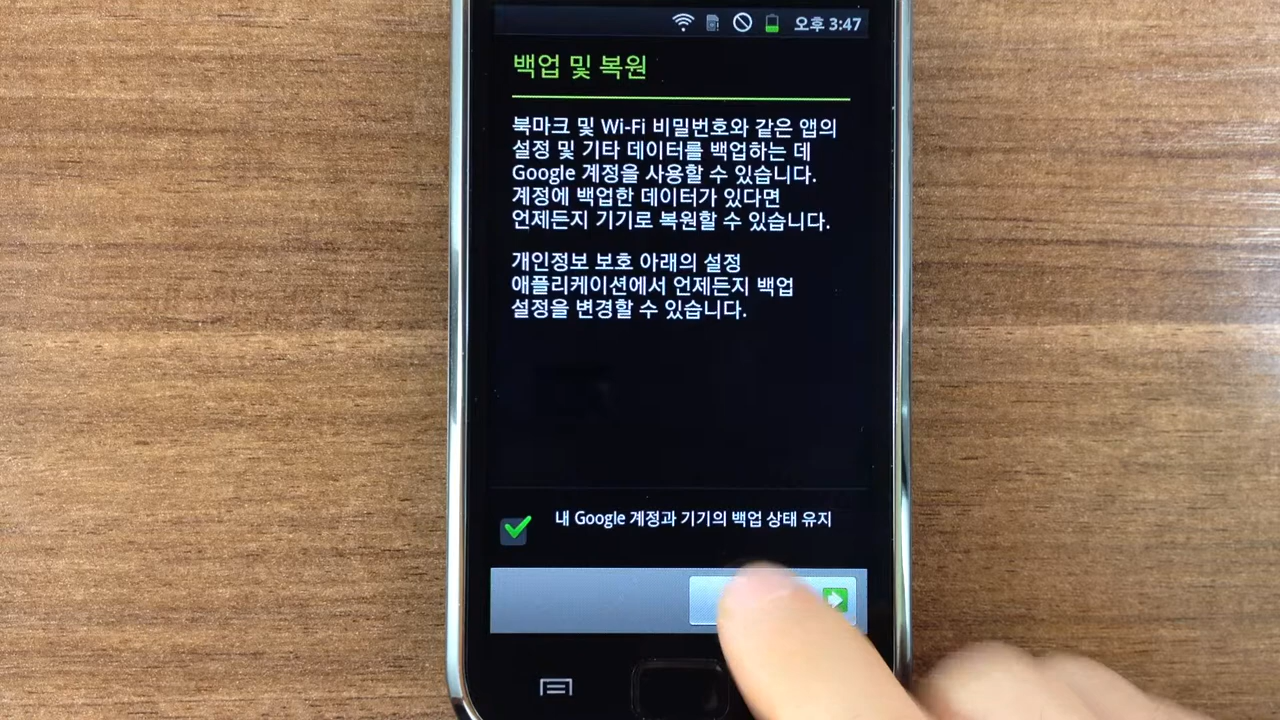 오후 3:47
백업 및 복원
북마크 및 Wi-Fi 비밀번호와 같은 앱의
설정 및 기타 데이터를 백업하는 데
Google 계정을 사용할 수 있습니다.
계정에 백업한 데이터가 있다면
언제든지 기기로 복원할 수 있습니다.
개인정보 보호 아래의 설정
애플리케이션에서 언제든지 백업
설정을 변경할 수 있습니다.
내 Google 계정과 기기의 백업 상태 유지